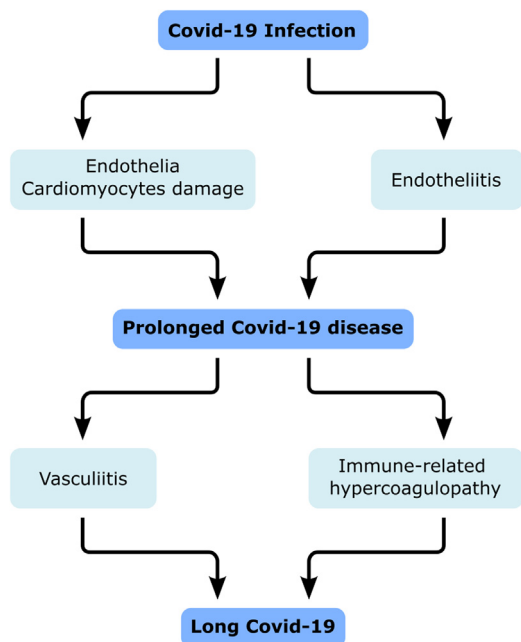 Covid-19 Infection
Endothelia
Cardiomyocytes damage
Endotheliitis
Prolonged Covid-19 disease
Vasculiitis
Immune-related
hypercoagulopathy
Long Covid-19